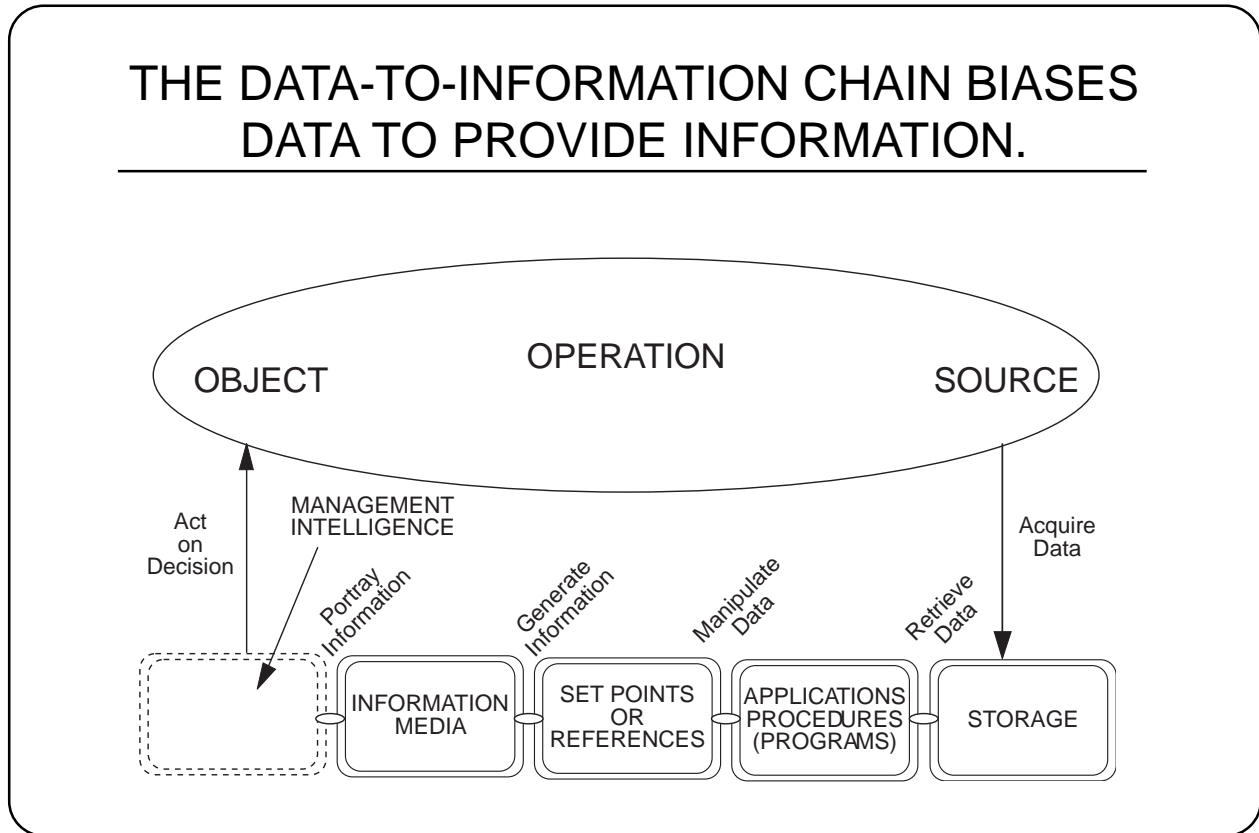 THE DATA-TO-INFORMATION CHAIN BIASES
DATA TO PROVIDE INFORMATION.
OPERATION
OBJECT
SOURCE
MANAGEMENT
INTELLIGENCE
Act
on
Decision
Acquire
Data
Portray
Information
Generate
Information
Manipulate
Data
Retrieve
Data
INFORMATION
MEDIA
SET POINTS
OR
REFERENCES
APPLICATIONS
PROCEDURES
(PROGRAMS)
STORAGE